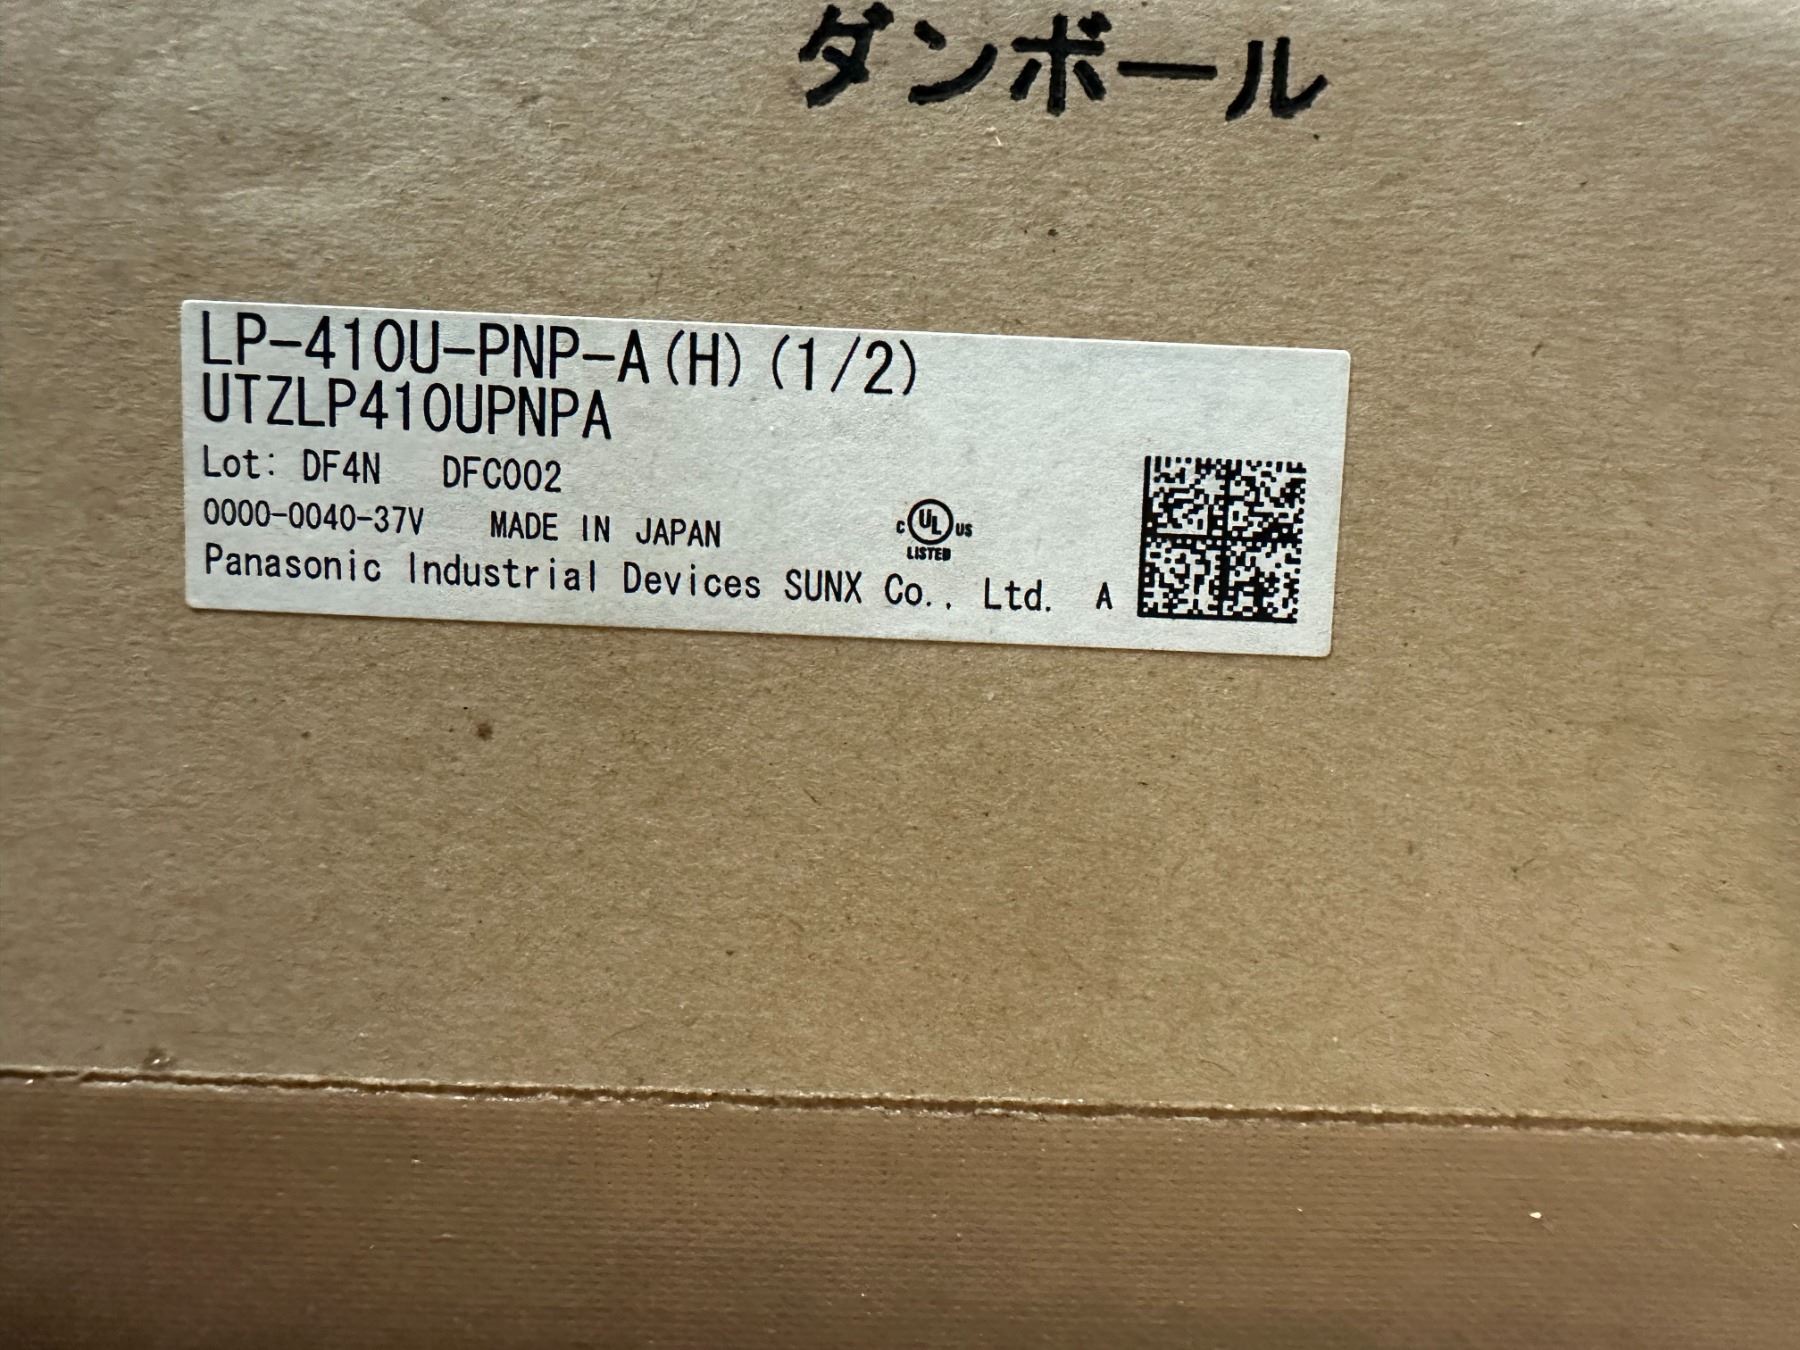 ダンボール
LP-410U-PNP-A(H)(1/2)
UTZLP410UPNPA
Lot: DF4N DFC002
0000-0040-37V MADE IN JAPAN
c UL us
LISTED
Panasonic Industrial Devices SUNX Co., Ltd. A